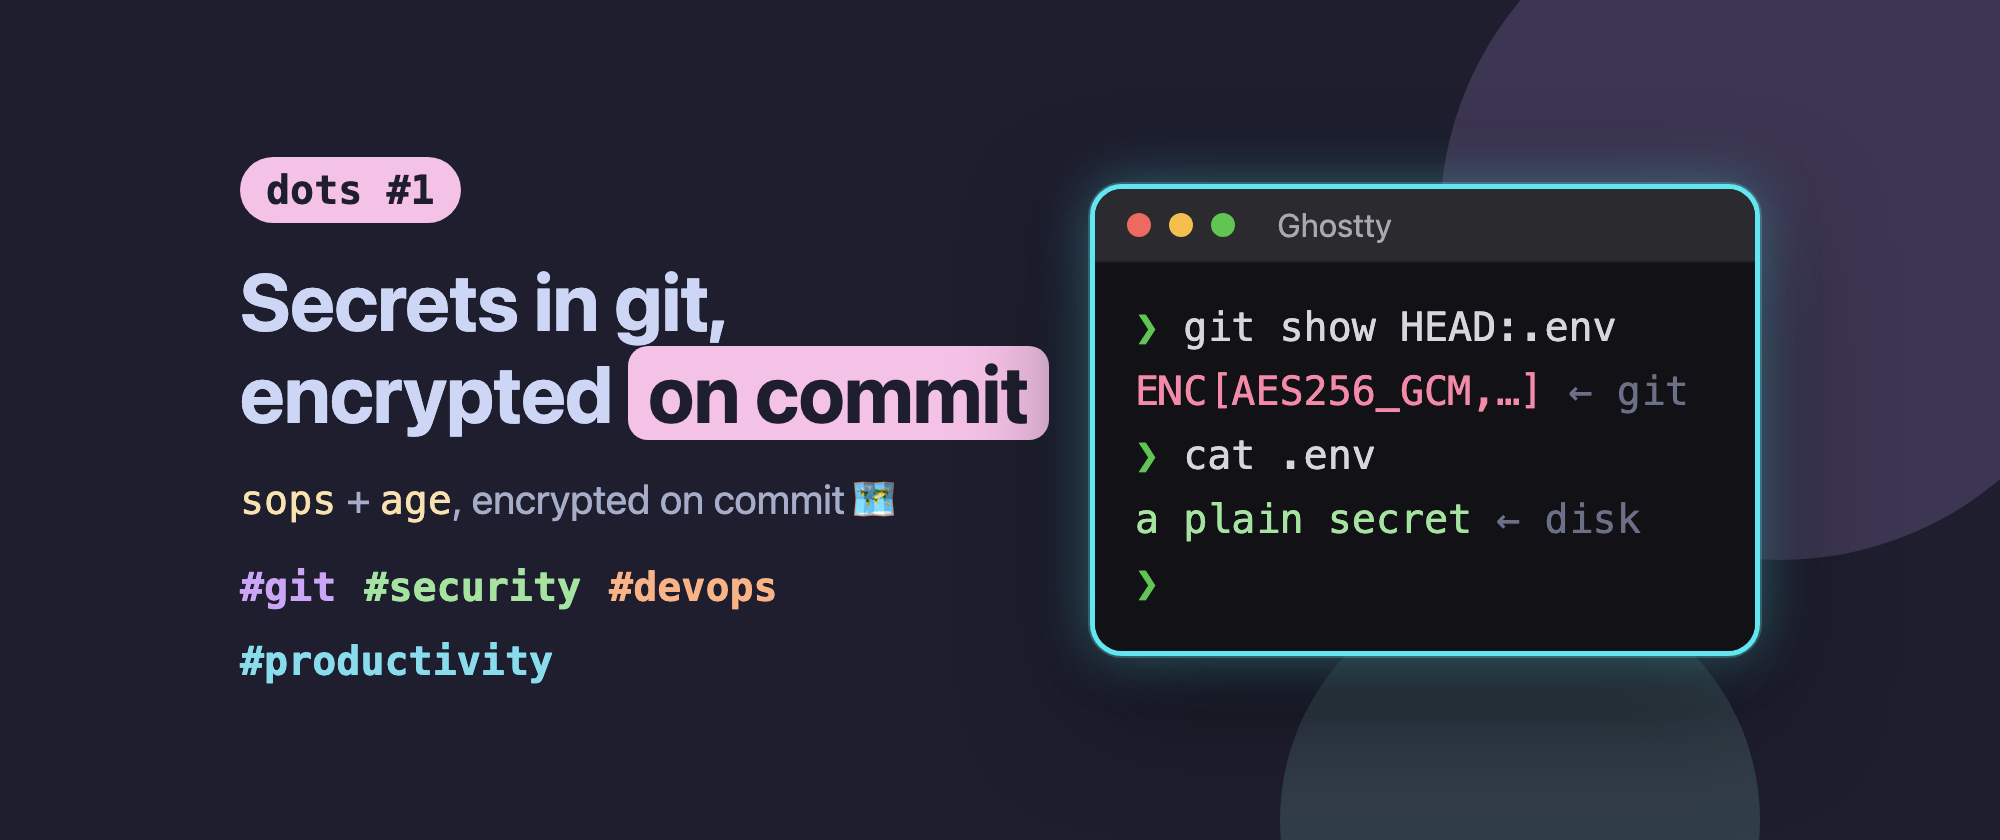 dots #1
Secrets in git,
encrypted on commit
sops + age, encrypted on commit 🗺️
#git #security #devops
#productivity
Ghostty
❯ git show HEAD:.env
ENC[AES256_GCM,…] ← git
❯ cat .env
a plain secret ← disk
❯